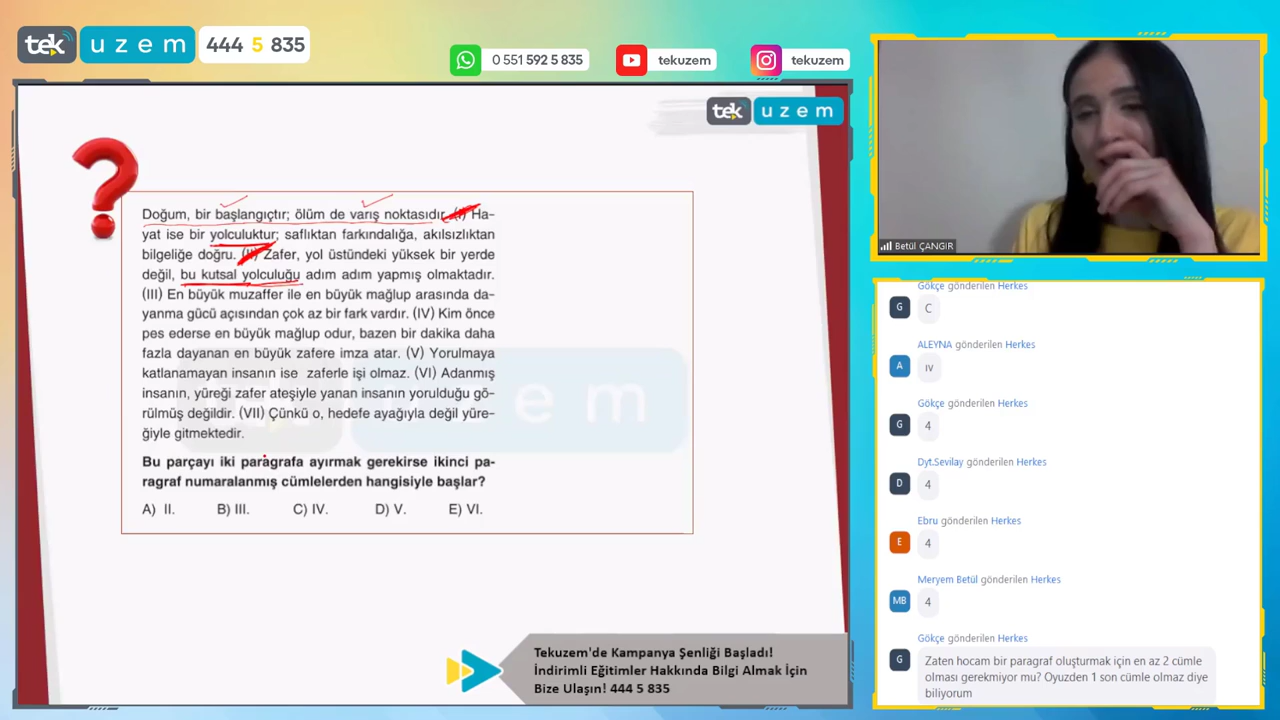 tek uzem 444 5 835
0 551 592 5 835
tekuzem
tekuzem
tek uzem
Doğum, bir başlangıçtır; ölüm de varış noktasıdır. (I) Ha-
yat ise bir yolculuktur; saflıktan farkındalığa, akılsızlıktan
bilgeliğe doğru. (II) Zafer, yol üstündeki yüksek bir yerde
değil, bu kutsal yolculuğu adım adım yapmış olmaktadır.
(III) En büyük muzaffer ile en büyük mağlup arasında da-
yanma gücü açısından çok az bir fark vardır. (IV) Kim önce
pes ederse en büyük mağlup odur, bazen bir dakika daha
fazla dayanan en büyük zafere imza atar. (V) Yorulmaya
katlanamayan insanın ise zaferle işi olmaz. (VI) Adanmış
insanın, yüreği zafer ateşiyle yanan insanın yorulduğu gö-
rülmüş değildir. (VII) Çünkü o, hedefe ayağıyla değil yüre-
ğiyle gitmektedir.
Bu parçayı iki paragrafa ayırmak gerekirse ikinci pa-
ragraf numaralanmış cümlelerden hangisiyle başlar?
A) II. B) III. C) IV. D) V. E) VI.
Tekuzem'de Kampanya Şenliği Başladı!
İndirimli Eğitimler Hakkında Bilgi Almak İçin
Bize Ulaşın! 444 5 835
Betül ÇANGIR
Gökçe gönderilen Herkes
G C
ALEYNA gönderilen Herkes
A IV
Gökçe gönderilen Herkes
G 4
Dyt.Sevilay gönderilen Herkes
D 4
Ebru gönderilen Herkes
E 4
Meryem Betül gönderilen Herkes
MB 4
Gökçe gönderilen Herkes
G Zaten hocam bir paragraf oluşturmak için en az 2 cümle
olması gerekmiyor mu? Oyuzden 1 son cümle olmaz diye
biliyorum